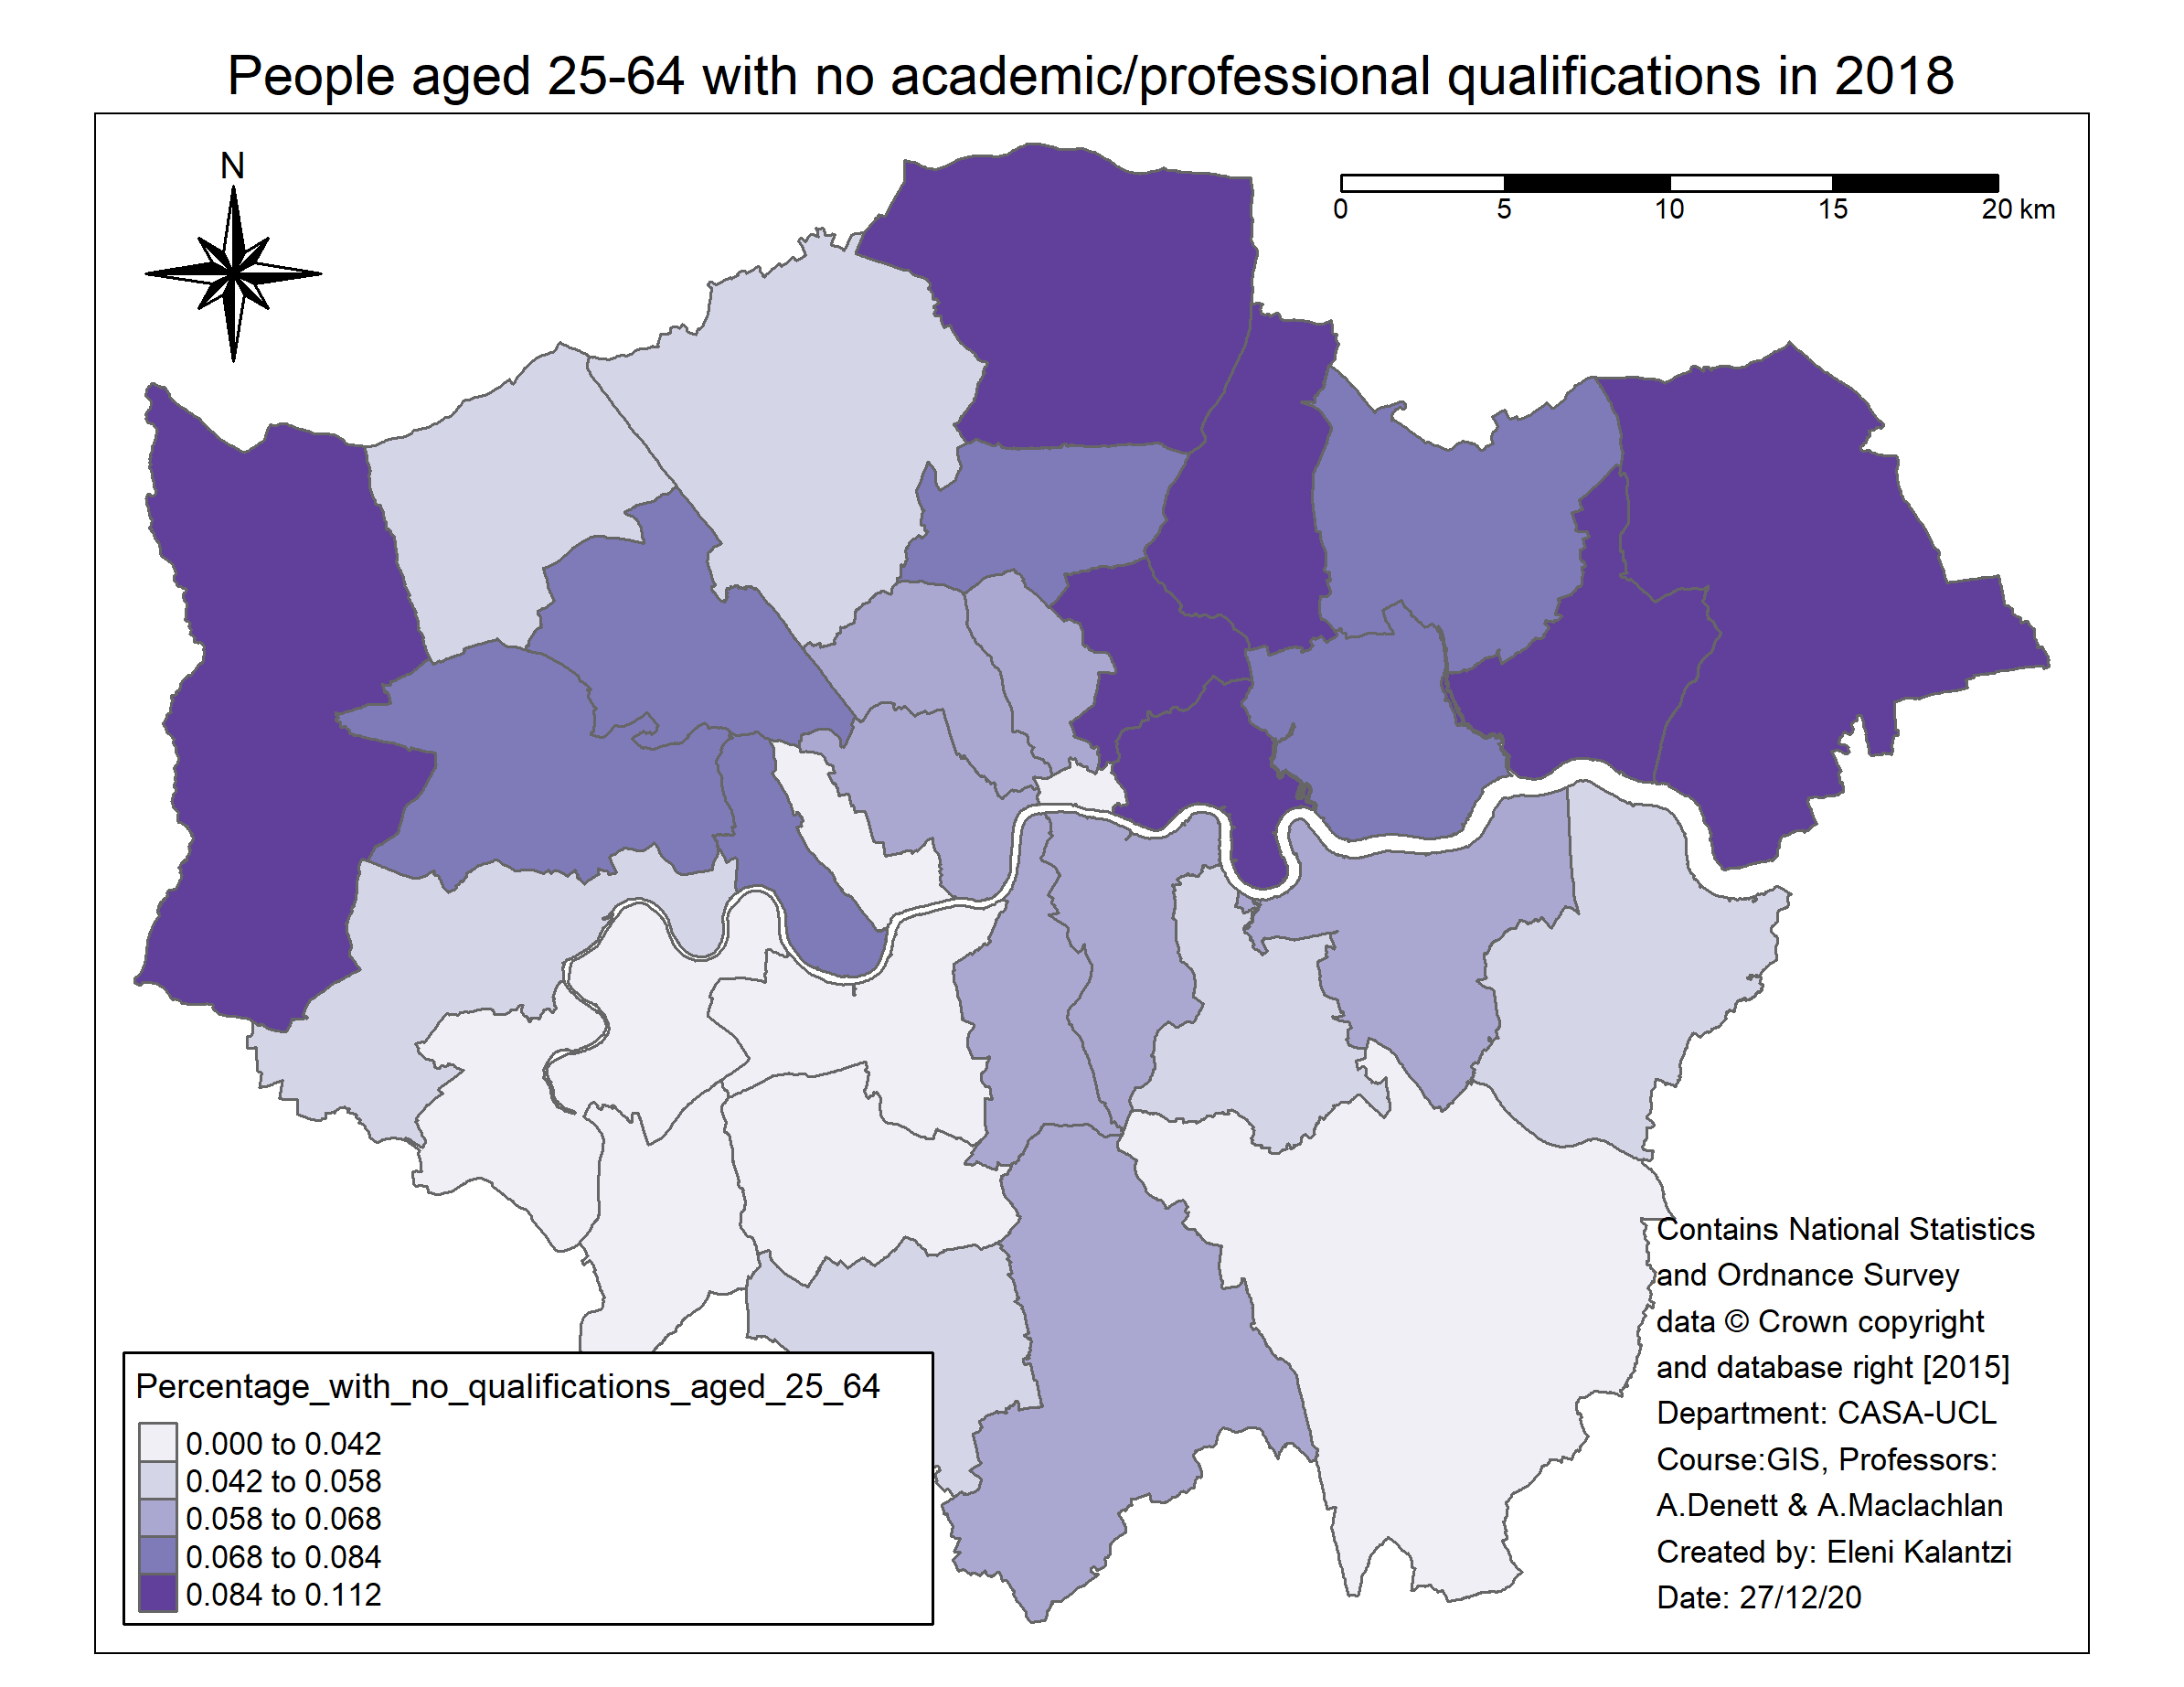 People aged 25-64 with no academic/professional qualifications in 2018
N
0 5 10 15 20 km
Contains National Statistics
and Ordnance Survey
data © Crown copyright
and database right [2015]
Department: CASA-UCL
Course:GIS, Professors:
A.Denett & A.Maclachlan
Created by: Eleni Kalantzi
Date: 27/12/20
Percentage_with_no_qualifications_aged_25_64
0.000 to 0.042
0.042 to 0.058
0.058 to 0.068
0.068 to 0.084
0.084 to 0.112